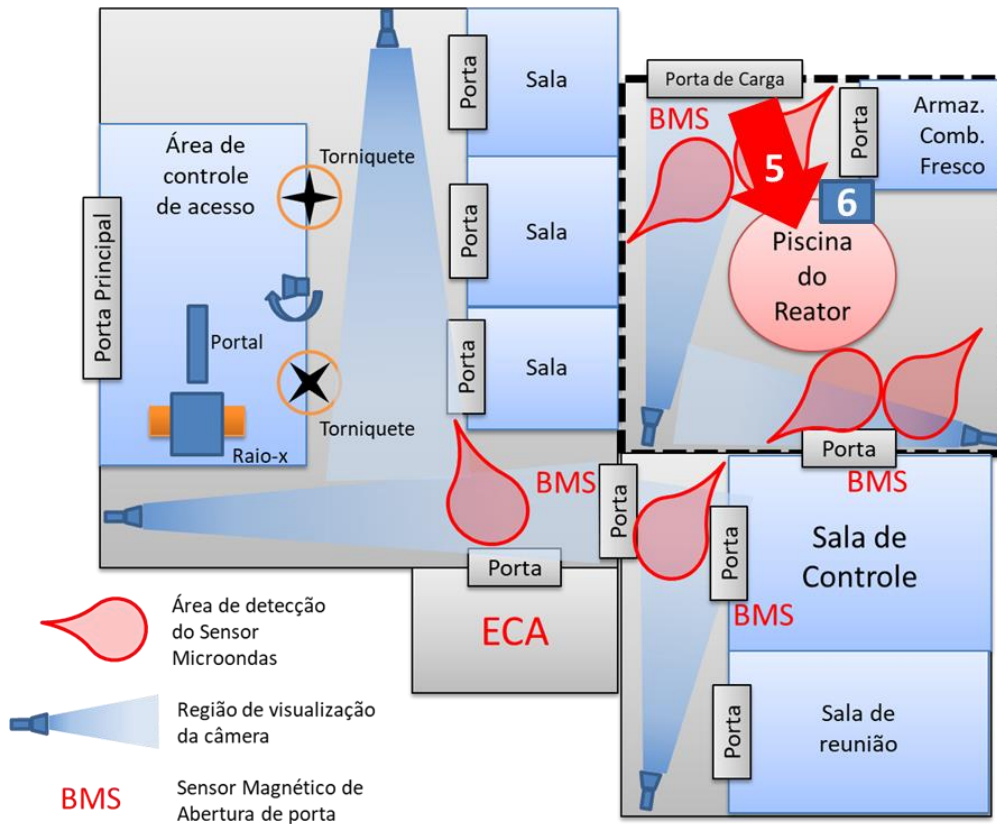 Porta
Sala
Porta de Carga
BMS
Porta
Armaz.
Comb.
Fresco
Área de
controle
de acesso
Torniquete
5
6
Porta Principal
Porta
Sala
Piscina
do
Reator
Portal
Porta
Sala
Raio-x
Torniquete
BMS
Porta
Porta
BMS
Porta
Sala de
Controle
Porta
BMS
ECA
Área de detecção
do Sensor
Microondas
Região de visualização
da câmera
Porta
Sala de
reunião
BMS
Sensor Magnético de
Abertura de porta